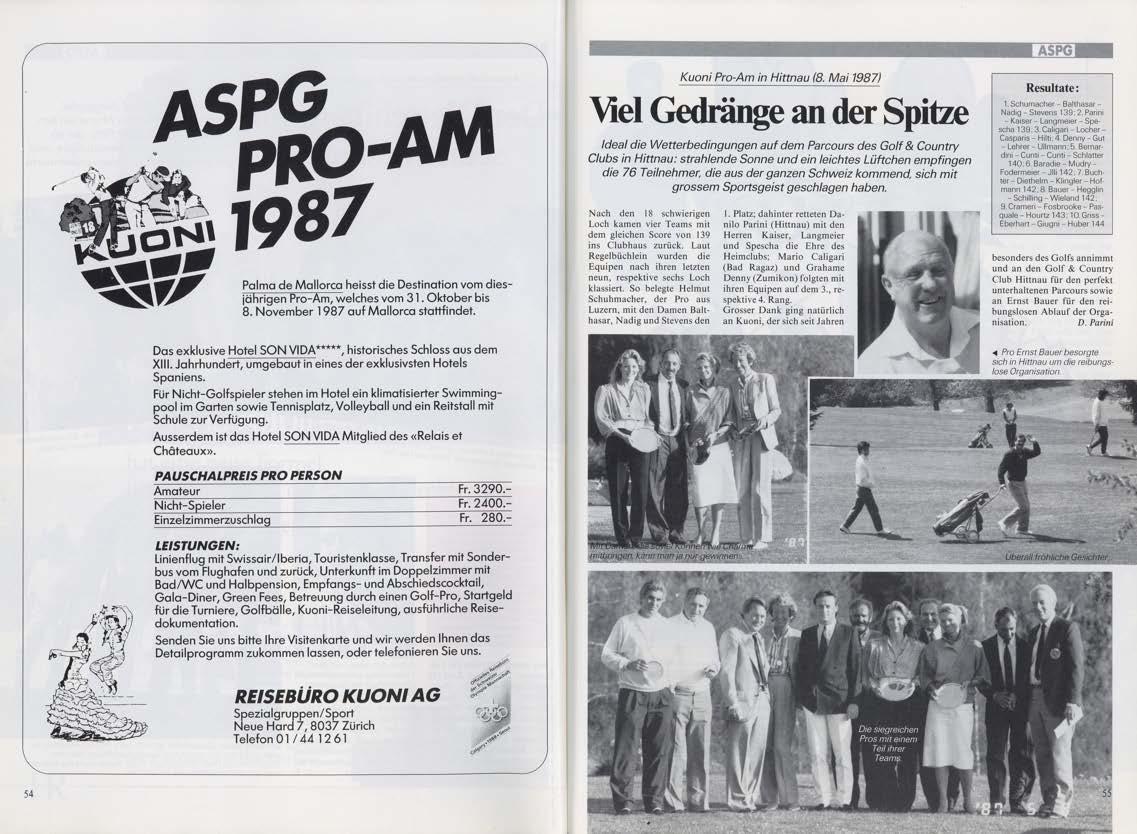 ASPG
PRO-AM
1987
18
KUONI
Palma de Mallorca heisst die Destination vom dies-
jährigen Pro-Am, welches vom 31. Oktober bis
8. November 1987 auf Mallorca stattfindet.
Das exklusive Hotel SON VIDA*****, historisches Schloss aus dem
XIII. Jahrhundert, umgebaut in eines der exklusivsten Hotels
Spaniens.
Für Nicht-Golfspieler stehen im Hotel ein klimatisierter Swimming-
pool im Garten sowie Tennisplatz, Volleyball und ein Reitstall mit
Schule zur Verfügung.
Ausserdem ist das Hotel SON VIDA Mitglied des «Relais et
Châteaux».
PAUSCHALPREIS PRO PERSON
Amateur Fr. 3290.-
Nicht-Spieler Fr. 2400.-
Einzelzimmerzuschlag Fr. 280.-
LEISTUNGEN:
Linienflug mit Swissair/Iberia, Touristenklasse, Transfer mit Sonder-
bus vom Flughafen und zurück, Unterkunft im Doppelzimmer mit
Bad/WC und Halbpension, Empfangs- und Abschiedscocktail,
Gala-Diner, Green Fees, Betreuung durch einen Golf-Pro, Startgeld
für die Turniere, Golfbälle, Kuoni-Reiseleitung, ausführliche Reise-
dokumentation.
Senden Sie uns bitte Ihre Visitenkarte und wir werden Ihnen das
Detailprogramm zukommen lassen, oder telefonieren Sie uns.
REISEBÜRO KUONI AG
Spezialgruppen/Sport
Neue Hard 7, 8037 Zürich
Telefon 01/44 12 61
Offizielles Reisebüro
der Schweizer
Olympia Mannschaft
54
ASPG
Kuoni Pro-Am in Hittnau (8. Mai 1987)
Viel Gedränge an der Spitze
Ideal die Wetterbedingungen auf dem Parcours des Golf & Country
Clubs in Hittnau: strahlende Sonne und ein leichtes Lüftchen empfingen
die 76 Teilnehmer, die aus der ganzen Schweiz kommend, sich mit
grossem Sportsgeist geschlagen haben.
Nach den 18 schwierigen
Loch kamen vier Teams mit
dem gleichen Score von 139
ins Clubhaus zurück. Laut
Regelbüchlein wurden die
Equipen nach ihren letzten
neun, respektive sechs Loch
klassiert. So belegte Helmut
Schuhmacher, der Pro aus
Luzern, mit den Damen Balt-
hasar, Nadig und Stevens den
1. Platz; dahinter retteten Da-
nilo Parini (Hittnau) mit den
Herren Kaiser, Langmeier
und Spescha die Ehre des
Heimclubs; Mario Caligari
(Bad Ragaz) und Grahame
Denny (Zumikon) folgten mit
ihren Equipen auf dem 3., re-
spektive 4. Rang.
Grosser Dank ging natürlich
an Kuoni, der sich seit Jahren
Resultate:
1. Schumacher – Balthasar –
Nadig – Stevens 139; 2. Parini
– Kaiser – Langmeier – Spe-
scha 139; 3. Caligari – Locher –
Casparis – Hilti; 4. Denny – Gut
– Lehrer – Ullmann; 5. Bernar-
dini – Cunti – Cunti – Schlatter
140; 6. Baradie – Mudry –
Fodermeier – Jlli 142; 7. Buch-
ter – Diethelm – Klingler – Hof-
mann 142; 8. Bauer – Hegglin
– Schilling – Wieland 142;
9. Crameri – Fosbrooke – Pas-
quale – Hourtz 143; 10. Griss –
Eberhart – Giugni – Huber 144
besonders des Golfs annimmt
und an den Golf & Country
Club Hittnau für den perfekt
unterhaltenen Parcours sowie
an Ernst Bauer für den rei-
bungslosen Ablauf der Orga-
nisation. D. Parini
◄ Pro Ernst Bauer besorgte
sich in Hittnau um die reibungs-
lose Organisation.
mitbringen, kann man ja nur gewinnen
'87
Überall fröhliche Gesichter.
Die siegreichen
Pros mit einem
Teil ihrer
Teams.
'87 5
55